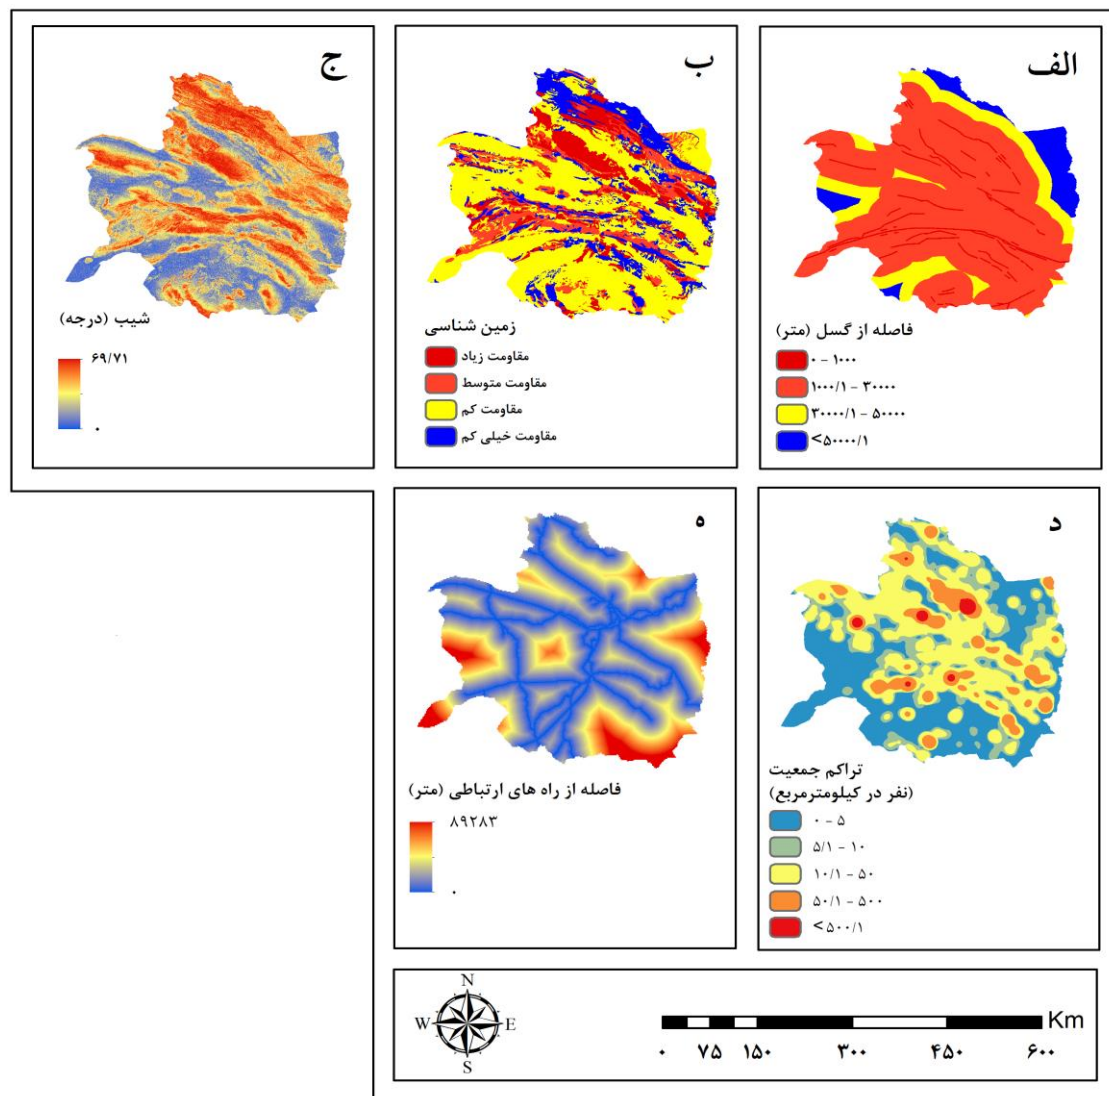 الف
فاصله از گسل (متر)
۰ - ۱۰۰۰
۱۰۰۰/۱ - ۳۰۰۰۰
۳۰۰۰۰/۱ - ۵۰۰۰۰
<۵۰۰۰۰/۱
ب
زمین شناسی
مقاومت زیاد
مقاومت متوسط
مقاومت کم
مقاومت خیلی کم
ج
شیب (درجه)
۶۹/۷۱
۰
د
تراکم جمعیت
(نفر در کیلومترمربع)
۰ - ۵
۵/۱ - ۱۰
۱۰/۱ - ۵۰
۵۰/۱ - ۵۰۰
<۵۰۰/۱
ه
فاصله از راه های ارتباطی (متر)
۸۹۲۸۳
۰
N
W E
S
Km
۰ ۷۵ ۱۵۰ ۳۰۰ ۴۵۰ ۶۰۰